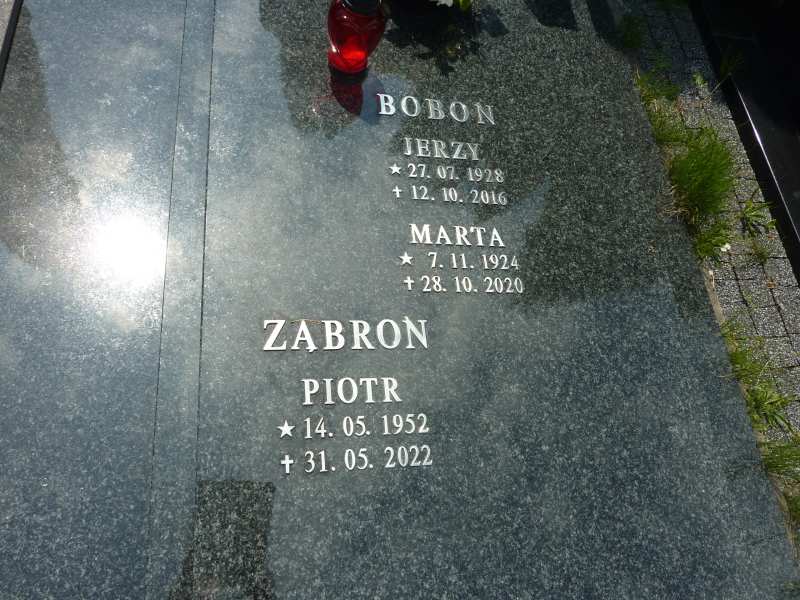 BOBON
JERZY
★ 27. 07. 1928
✝ 12. 10. 2016
MARTA
★ 7. 11. 1924
✝ 28. 10. 2020
ZĄBROŃ
PIOTR
★ 14. 05. 1952
✝ 31. 05. 2022